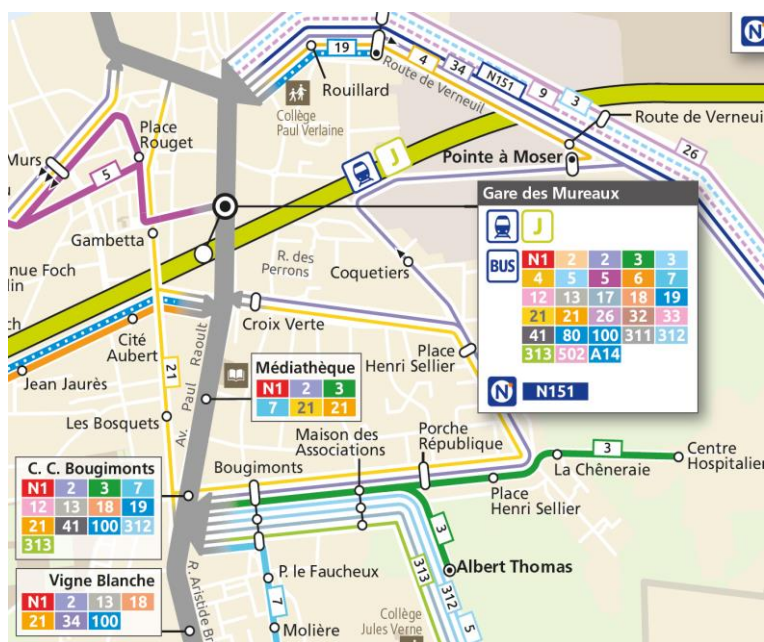 N
19
Rouillard
Collège
Paul Verlaine
Route de Verneuil
4
34
N151
9
3
26
Route de Verneui
Pointe à Moser
Place
Rouget
Murs
5
J
Gambetta
R. des
Perrons
Coquetiers
nue Foch
Croix Verte
Cité
Aubert
Jean Jaurès
21
Av. Paul Raoult
Les Bosquets
Place
Henri Sellier
Gare des Mureaux
J
BUS
N1 2 2 3 3
4 5 5 6 7
12 13 17 18 19
21 21 26 32 33
41 80 100 311 312
313 502 A14
N N151
Médiathèque
N1 2 3
7 21 21
Maison des
Associations
Porche
République
Bougimonts
3
Centre
Hospitalier
La Chêneraie
Place
Henri Sellier
C. C. Bougimonts
N1 2 3 7
12 13 18 19
21 41 100 312
313
3
Albert Thomas
313
312
5
P. le Faucheux
7
Molière
Collège
Jules Verne
Vigne Blanche
N1 2 13 18
21 34 100
R. Aristide Br